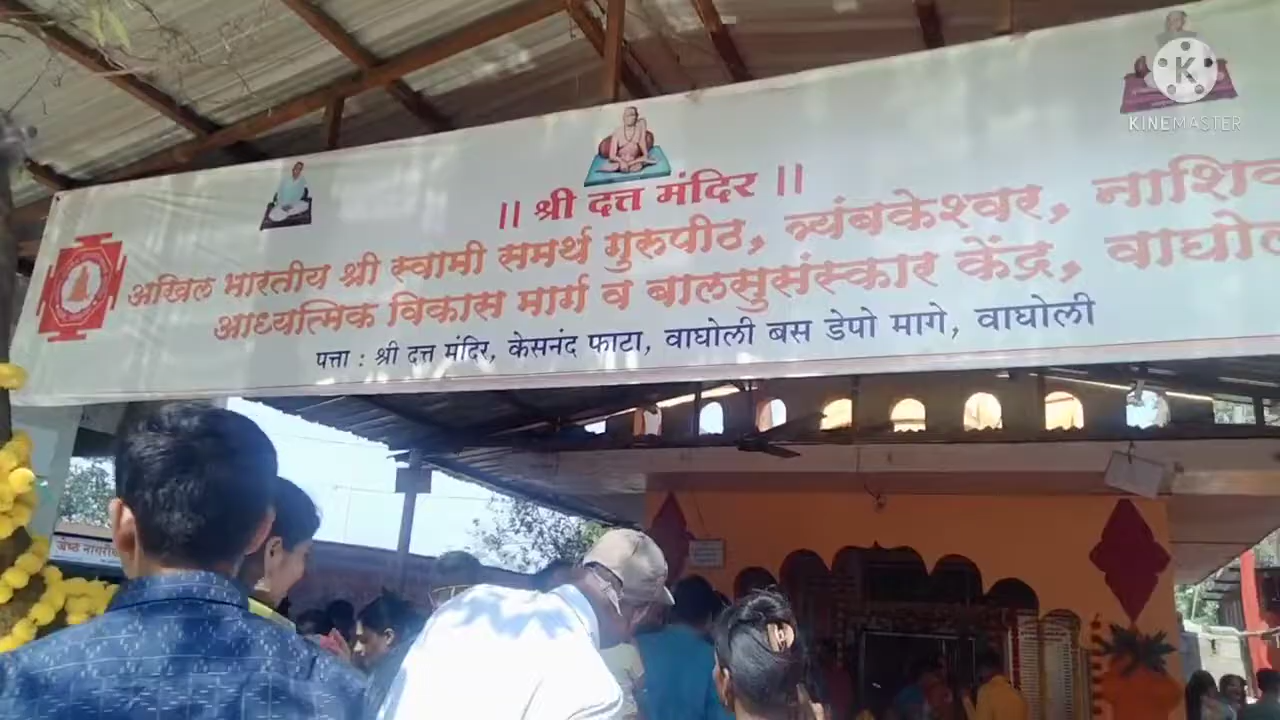 || श्री दत्त मंदिर ||
अखिल भारतीय श्री स्वामी समर्थ गुरुपीठ, त्र्यंबकेश्वर, नाशिक
आध्यत्मिक विकास मार्ग व बालसुसंस्कार केंद्र, वाघोल
पत्ता : श्री दत्त मंदिर, केसनंद फाटा, वाघोली बस डेपो मागे, वाघोली
K
KINEMASTER
जेष्ठ